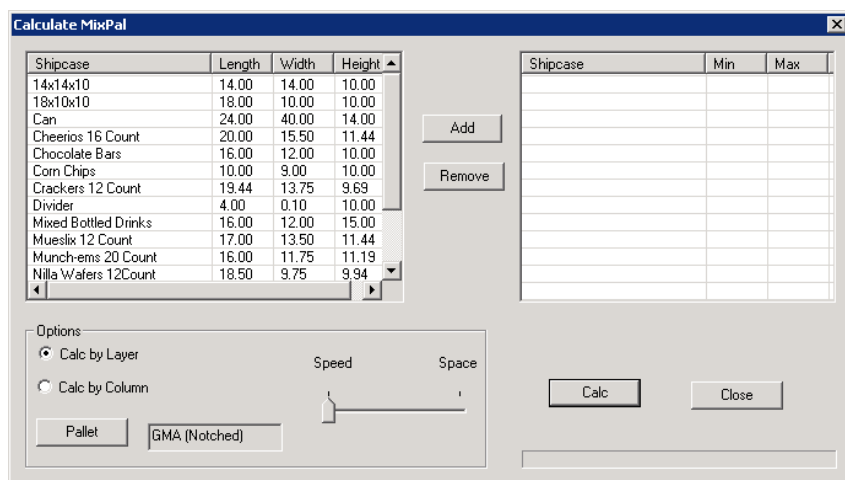 Calculate MixPal
Shipcase Length Width Height
14x14x10 14.00 14.00 10.00
18x10x10 18.00 10.00 10.00
Can 24.00 40.00 14.00
Cheerios 16 Count 20.00 15.50 11.44
Chocolate Bars 16.00 12.00 10.00
Corn Chips 10.00 9.00 10.00
Crackers 12 Count 19.44 13.75 9.69
Divider 4.00 0.10 10.00
Mixed Bottled Drinks 16.00 12.00 15.00
Mueslix 12 Count 17.00 13.50 11.44
Munch-ems 20 Count 16.00 11.75 11.19
Nilla Wafers 12Count 18.50 9.75 9.94
Add
Remove
Shipcase Min Max
Options
Calc by Layer
Calc by Column
Speed Space
Pallet GMA (Notched)
Calc Close